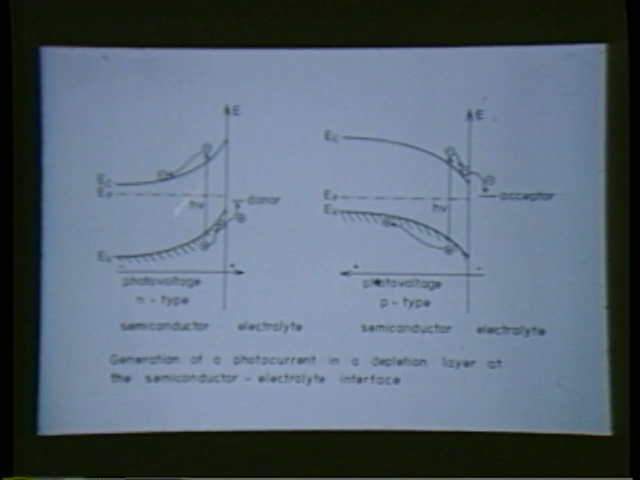 E
E
Ec
EF
hν
donor
Ev
photovoltage
n - type
semiconductor electrolyte
Ec
EF
Ev
hν
acceptor
photovoltage
p - type
semiconductor electrolyte
Generation of a photocurrent in a depletion layer at
the semiconductor - electrolyte interface